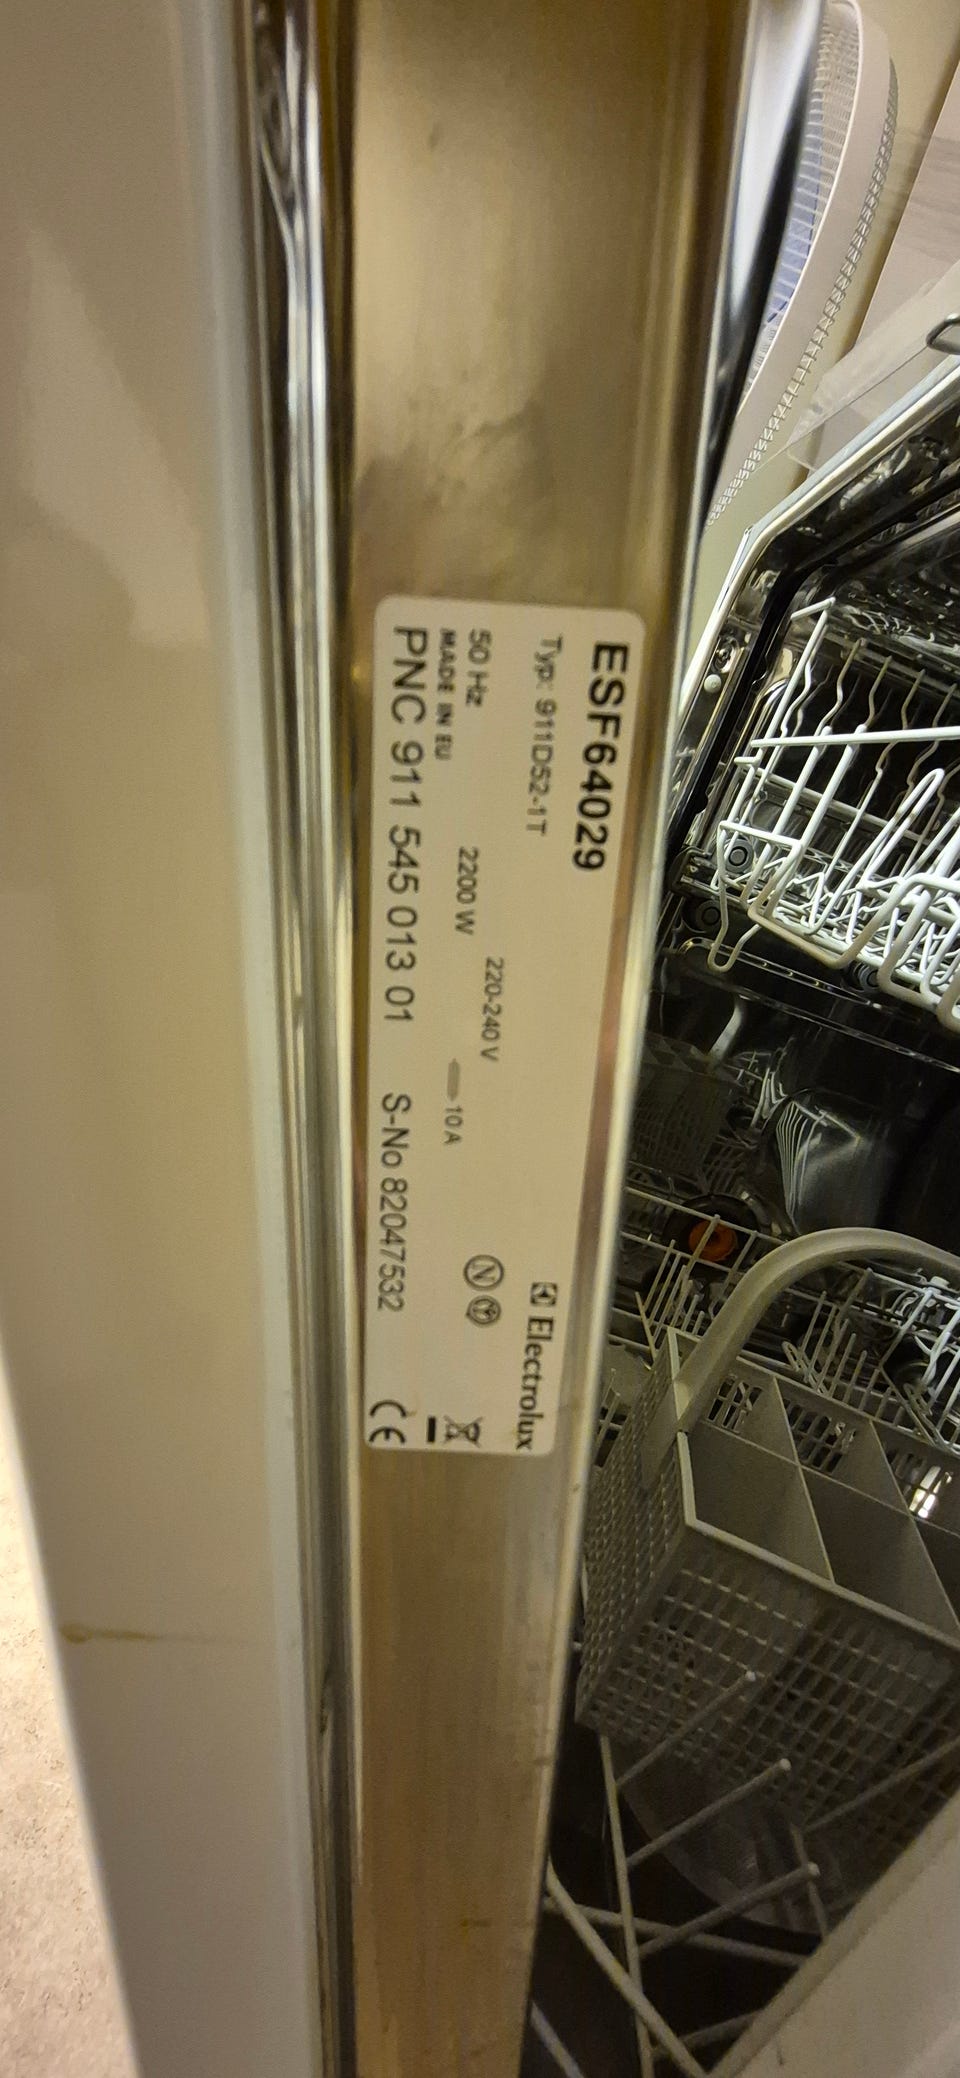 ESF64029
Typ: 911D52-1T
Electrolux
220-240 V
50 Hz
2200 W
10 A
MADE IN EU
PNC 911 545 013 01
S-No 82047532
N
CE